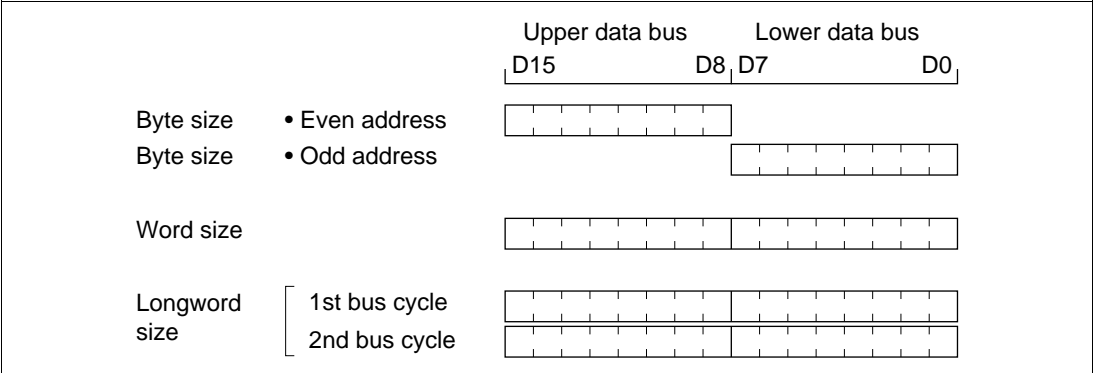 Upper data bus Lower data bus
D15 D8 D7 D0
Byte size • Even address
Byte size • Odd address
Word size
Longword size
1st bus cycle
2nd bus cycle